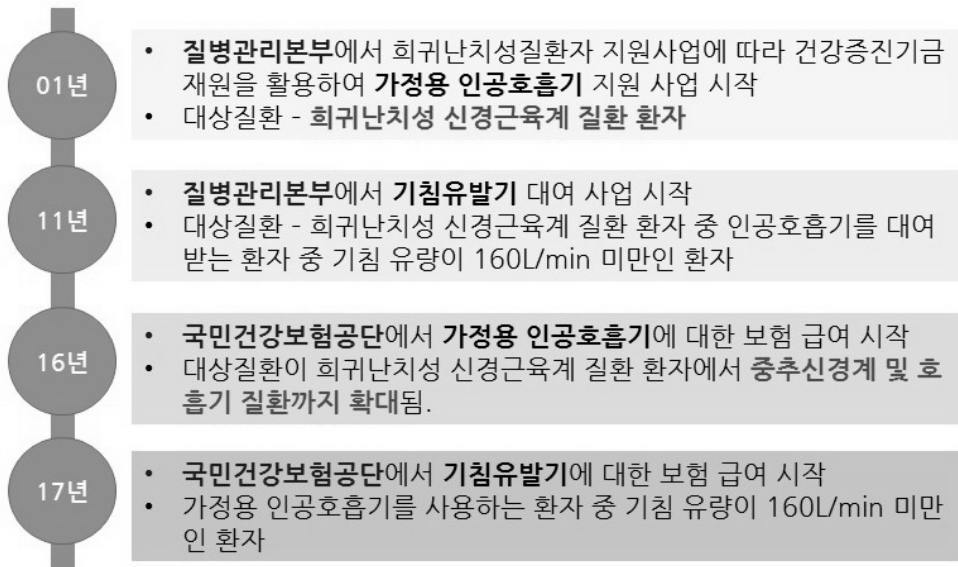 01년
• 질병관리본부에서 희귀난치성질환자 지원사업에 따라 건강증진기금
재원을 활용하여 가정용 인공호흡기 지원 사업 시작
• 대상질환 - 희귀난치성 신경근육계 질환 환자
11년
• 질병관리본부에서 기침유발기 대여 사업 시작
• 대상질환 - 희귀난치성 신경근육계 질환 환자 중 인공호흡기를 대여
받는 환자 중 기침 유량이 160L/min 미만인 환자
16년
• 국민건강보험공단에서 가정용 인공호흡기에 대한 보험 급여 시작
• 대상질환이 희귀난치성 신경근육계 질환 환자에서 중추신경계 및 호
흡기 질환까지 확대됨.
17년
• 국민건강보험공단에서 기침유발기에 대한 보험 급여 시작
• 가정용 인공호흡기를 사용하는 환자 중 기침 유량이 160L/min 미만
인 환자